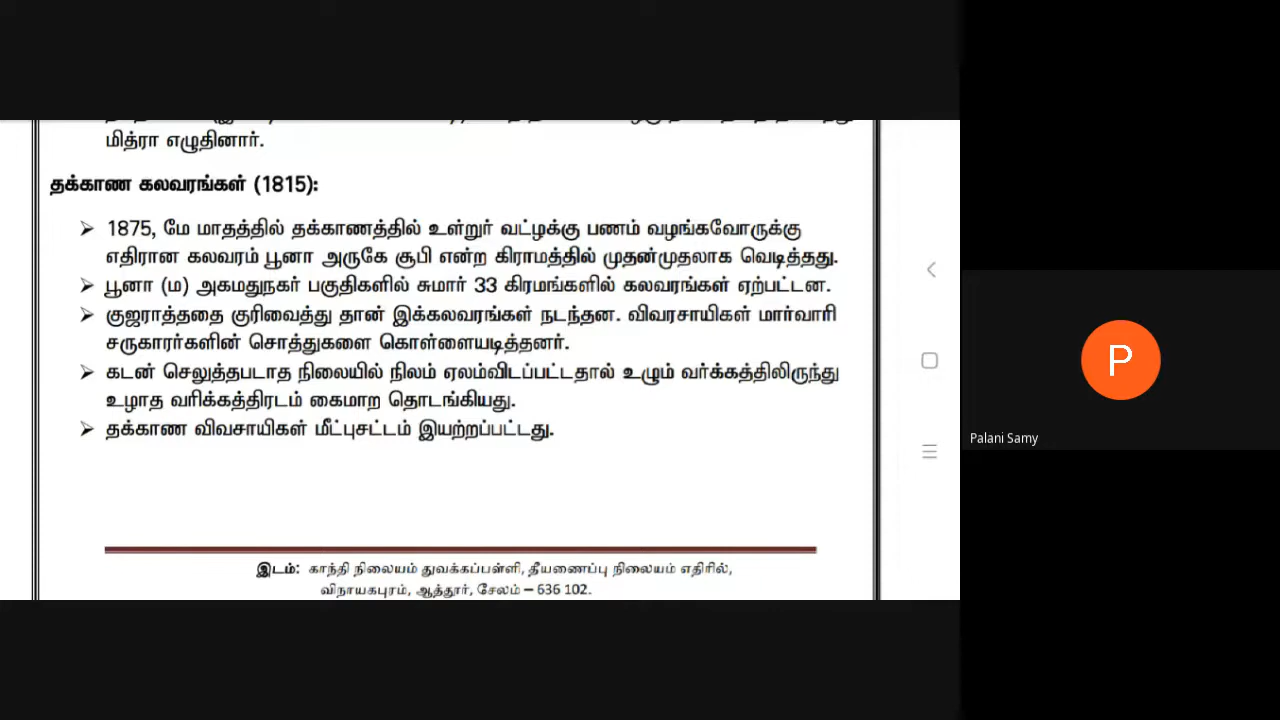 மித்ரா எழுதினார்.
தக்காண கலவரங்கள் (1815):
➢ 1875, மே மாதத்தில் தக்காணத்தில் உள்றுர் வட்ழக்கு பணம் வழங்கவோருக்கு
எதிரான கலவரம் பூனா அருகே சூபி என்ற கிராமத்தில் முதன்முதலாக வெடித்தது.
➢ பூனா (ம) அகமதுநகர் பகுதிகளில் சுமார் 33 கிரமங்களில் கலவரங்கள் ஏற்பட்டன.
➢ குஜராத்ததை குரிவைத்து தான் இக்கலவரங்கள் நடந்தன. விவரசாயிகள் மார்வாரி
சருகாரர்களின் சொத்துகளை கொள்ளையடித்தனர்.
➢ கடன் செலுத்தபடாத நிலையில் நிலம் ஏலம்விடப்பட்டதால் உழும் வர்க்கத்திலிருந்து
உழாத வரிக்கத்திரடம் கைமாற தொடங்கியது.
➢ தக்காண விவசாயிகள் மீட்புசட்டம் இயற்றப்பட்டது.
இடம்: காந்தி நிலையம் துவக்கப்பள்ளி, தீயணைப்பு நிலையம் எதிரில்,
விநாயகபுரம், ஆத்தூர், சேலம் – 636 102.
P
Palani Samy